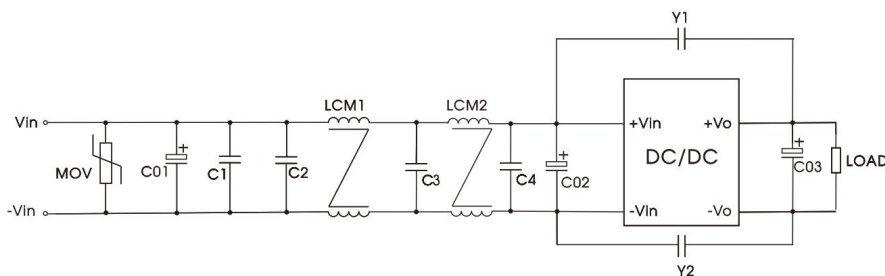 Y1
LCM1
LCM2
Vin
+Vin
+Vo
MOV
C01
+
C1
C2
C3
C4
+
C02
DC/DC
+
C03
LOAD
-Vin
-Vin
-Vo
Y2